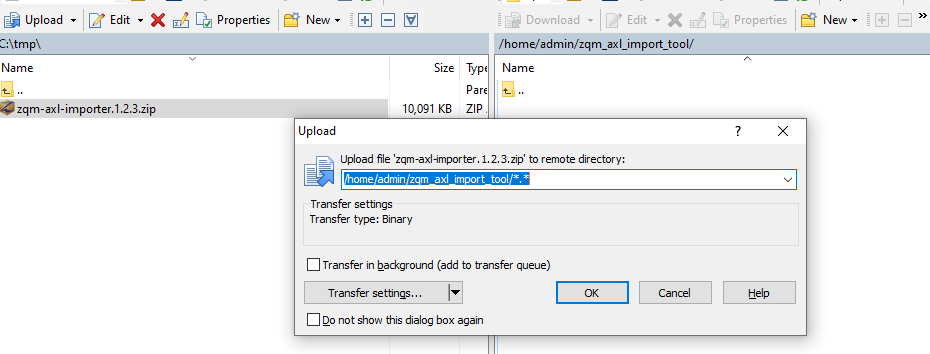 Upload Edit Properties New
Download Edit Properties New »
C:\tmp\
/home/admin/zqm_axl_import_tool/
Name Size Type
Name
.. Pare
..
zqm-axl-importer.1.2.3.zip 10,091 KB ZIP
Upload ?
Upload file 'zqm-axl-importer.1.2.3.zip' to remote directory:
/home/admin/zqm_axl_import_tool/*.*
Transfer settings
Transfer type: Binary
Transfer in background (add to transfer queue)
Transfer settings... OK Cancel Help
Do not show this dialog box again